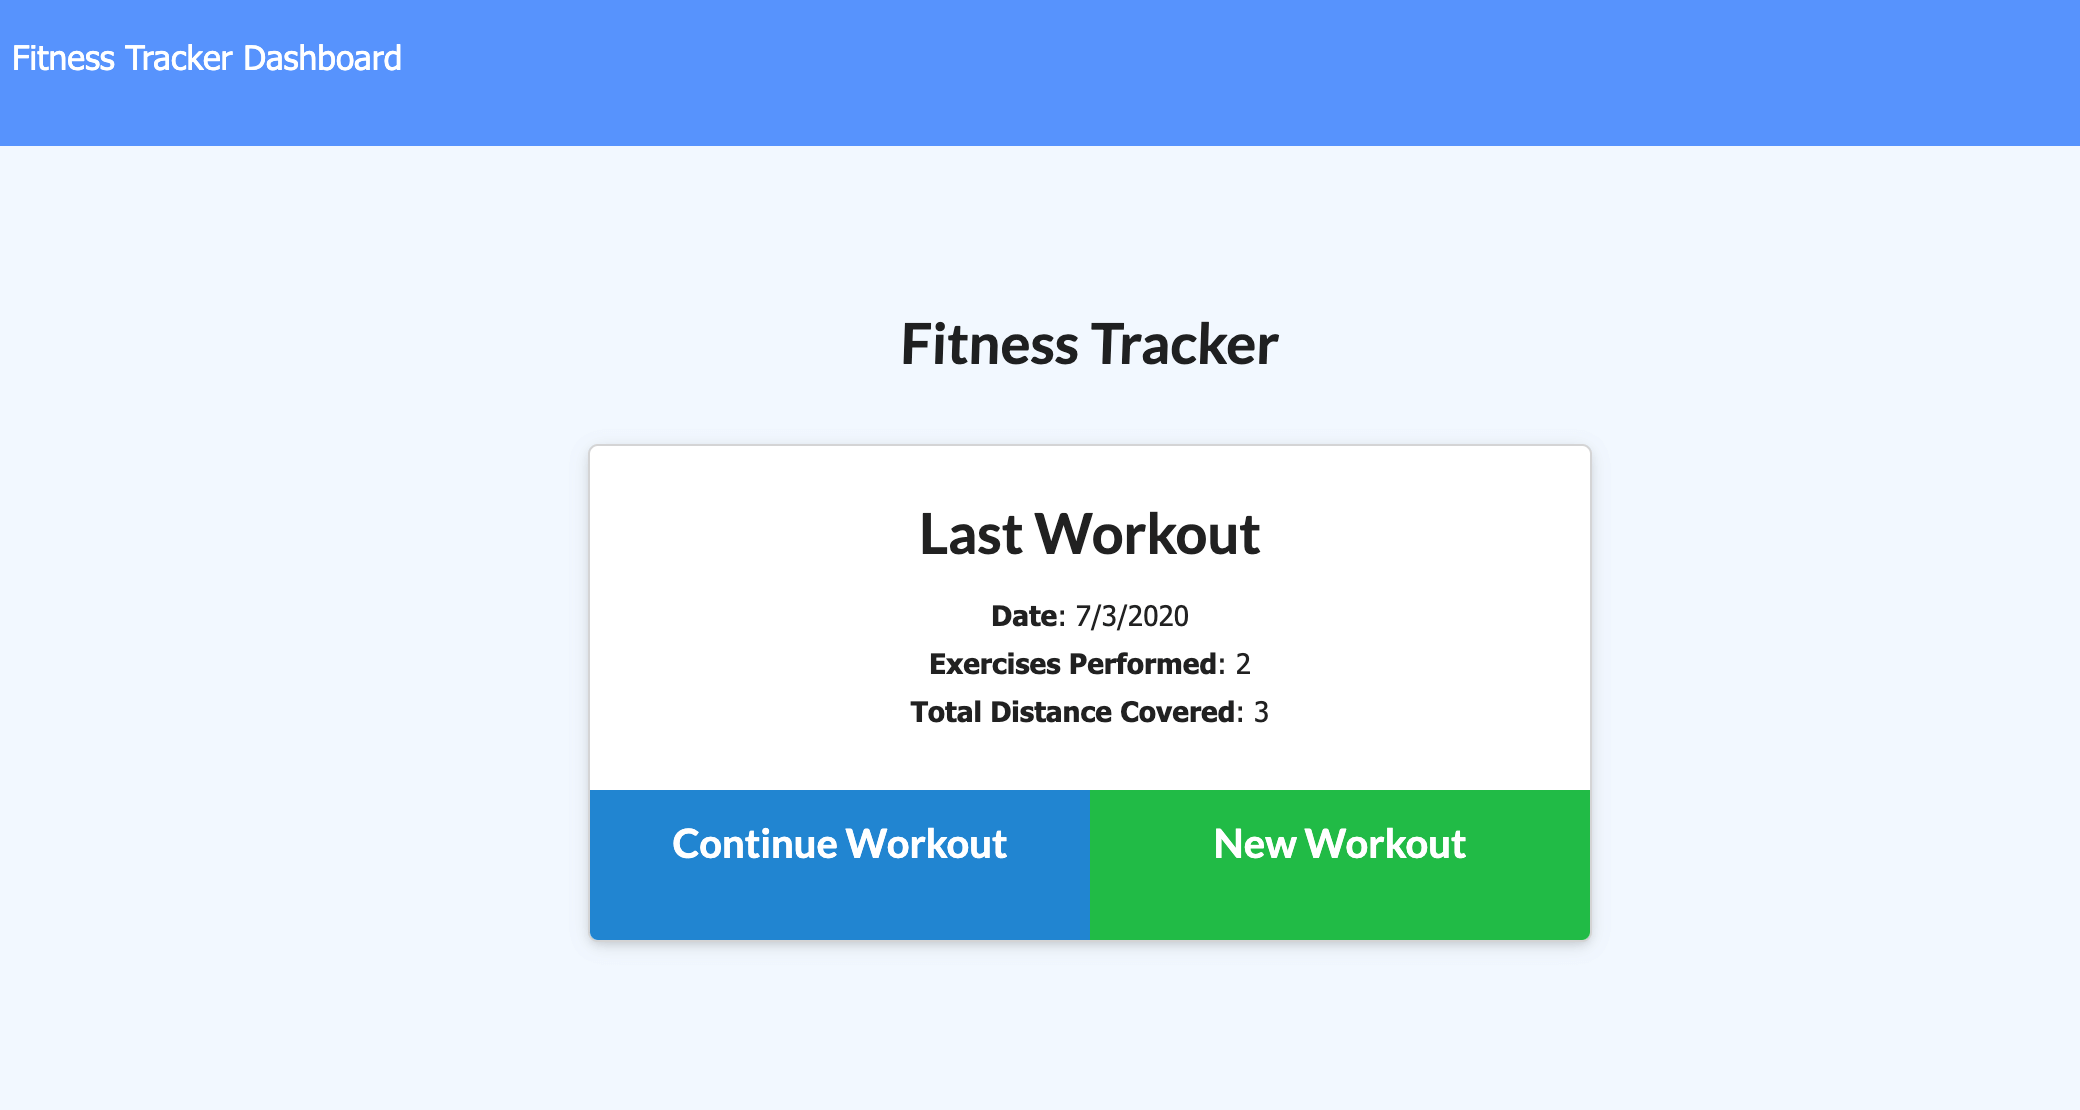 Fitness Tracker Dashboard
Fitness Tracker
Last Workout
Date: 7/3/2020
Exercises Performed: 2
Total Distance Covered: 3
Continue Workout
New Workout